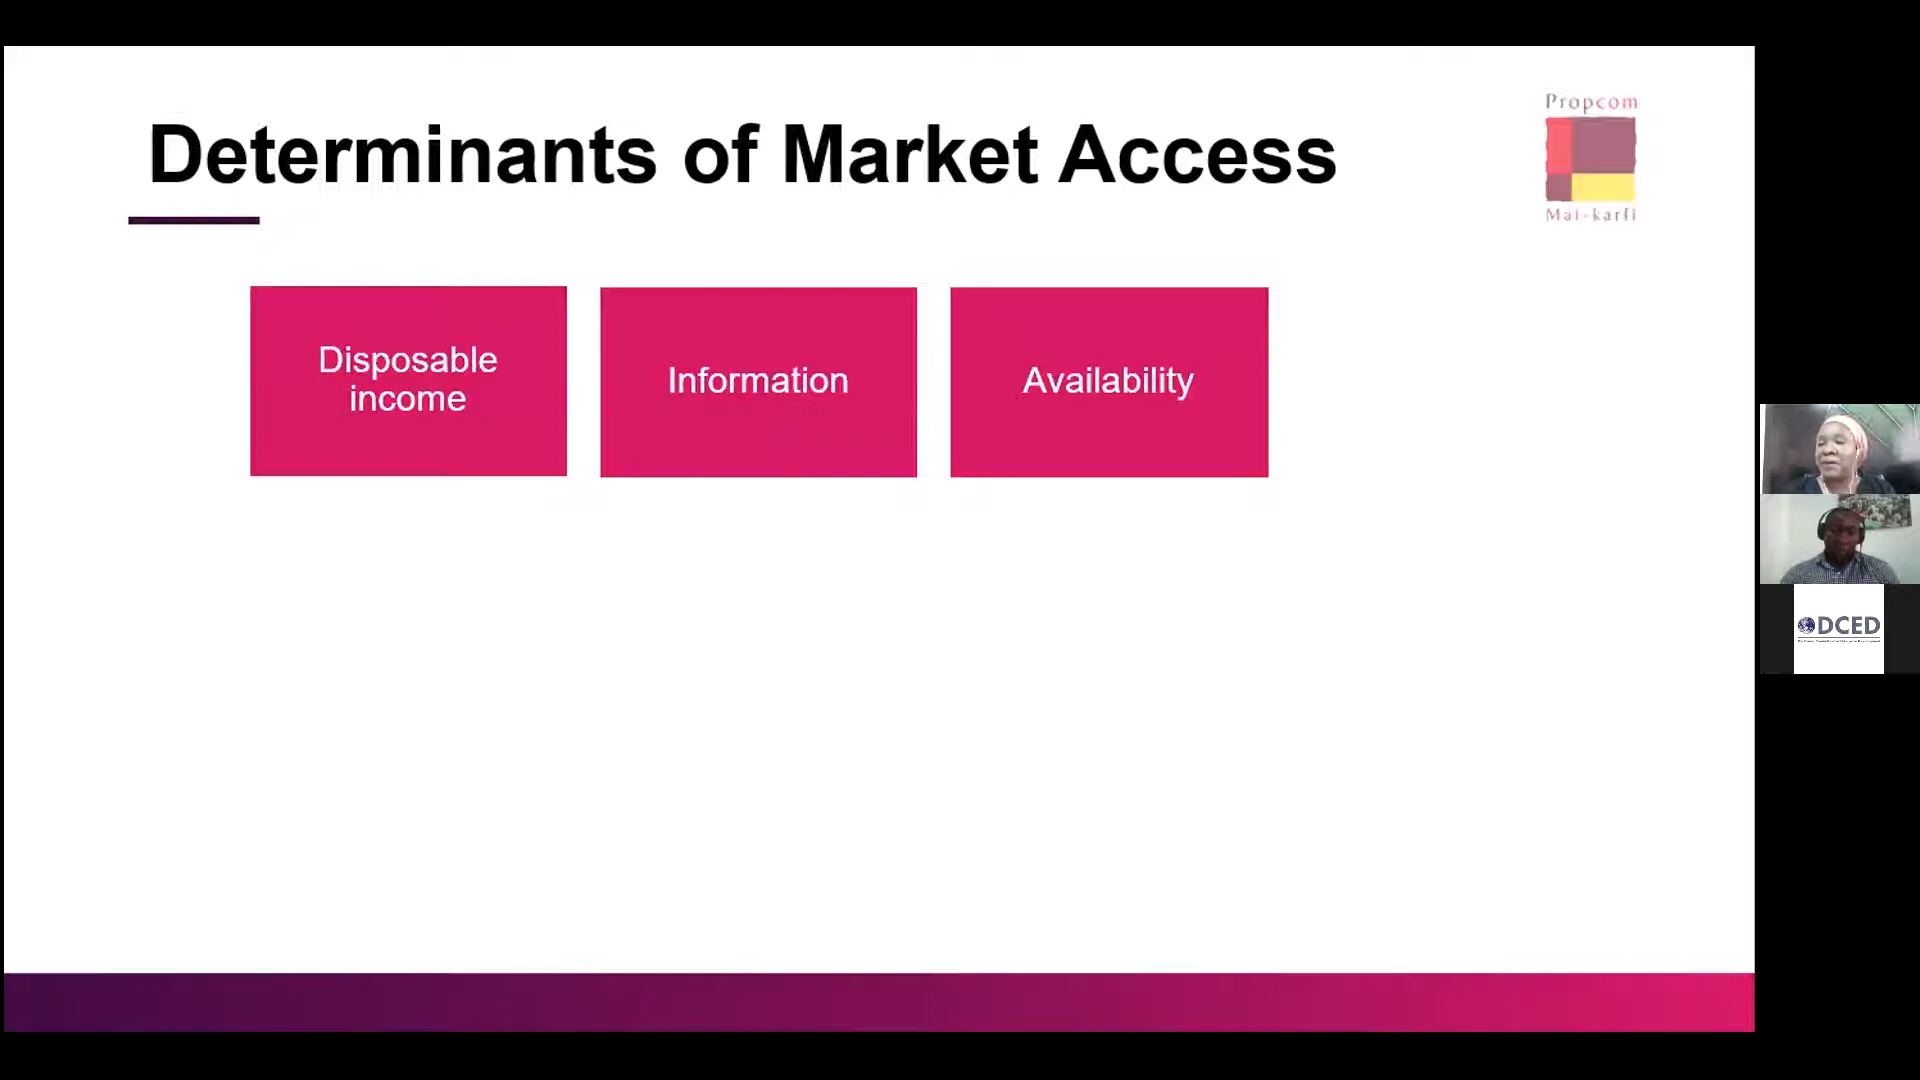 Determinants of Market Access
Propcom
Mai-karfi
Disposable
income
Information
Availability
DCED